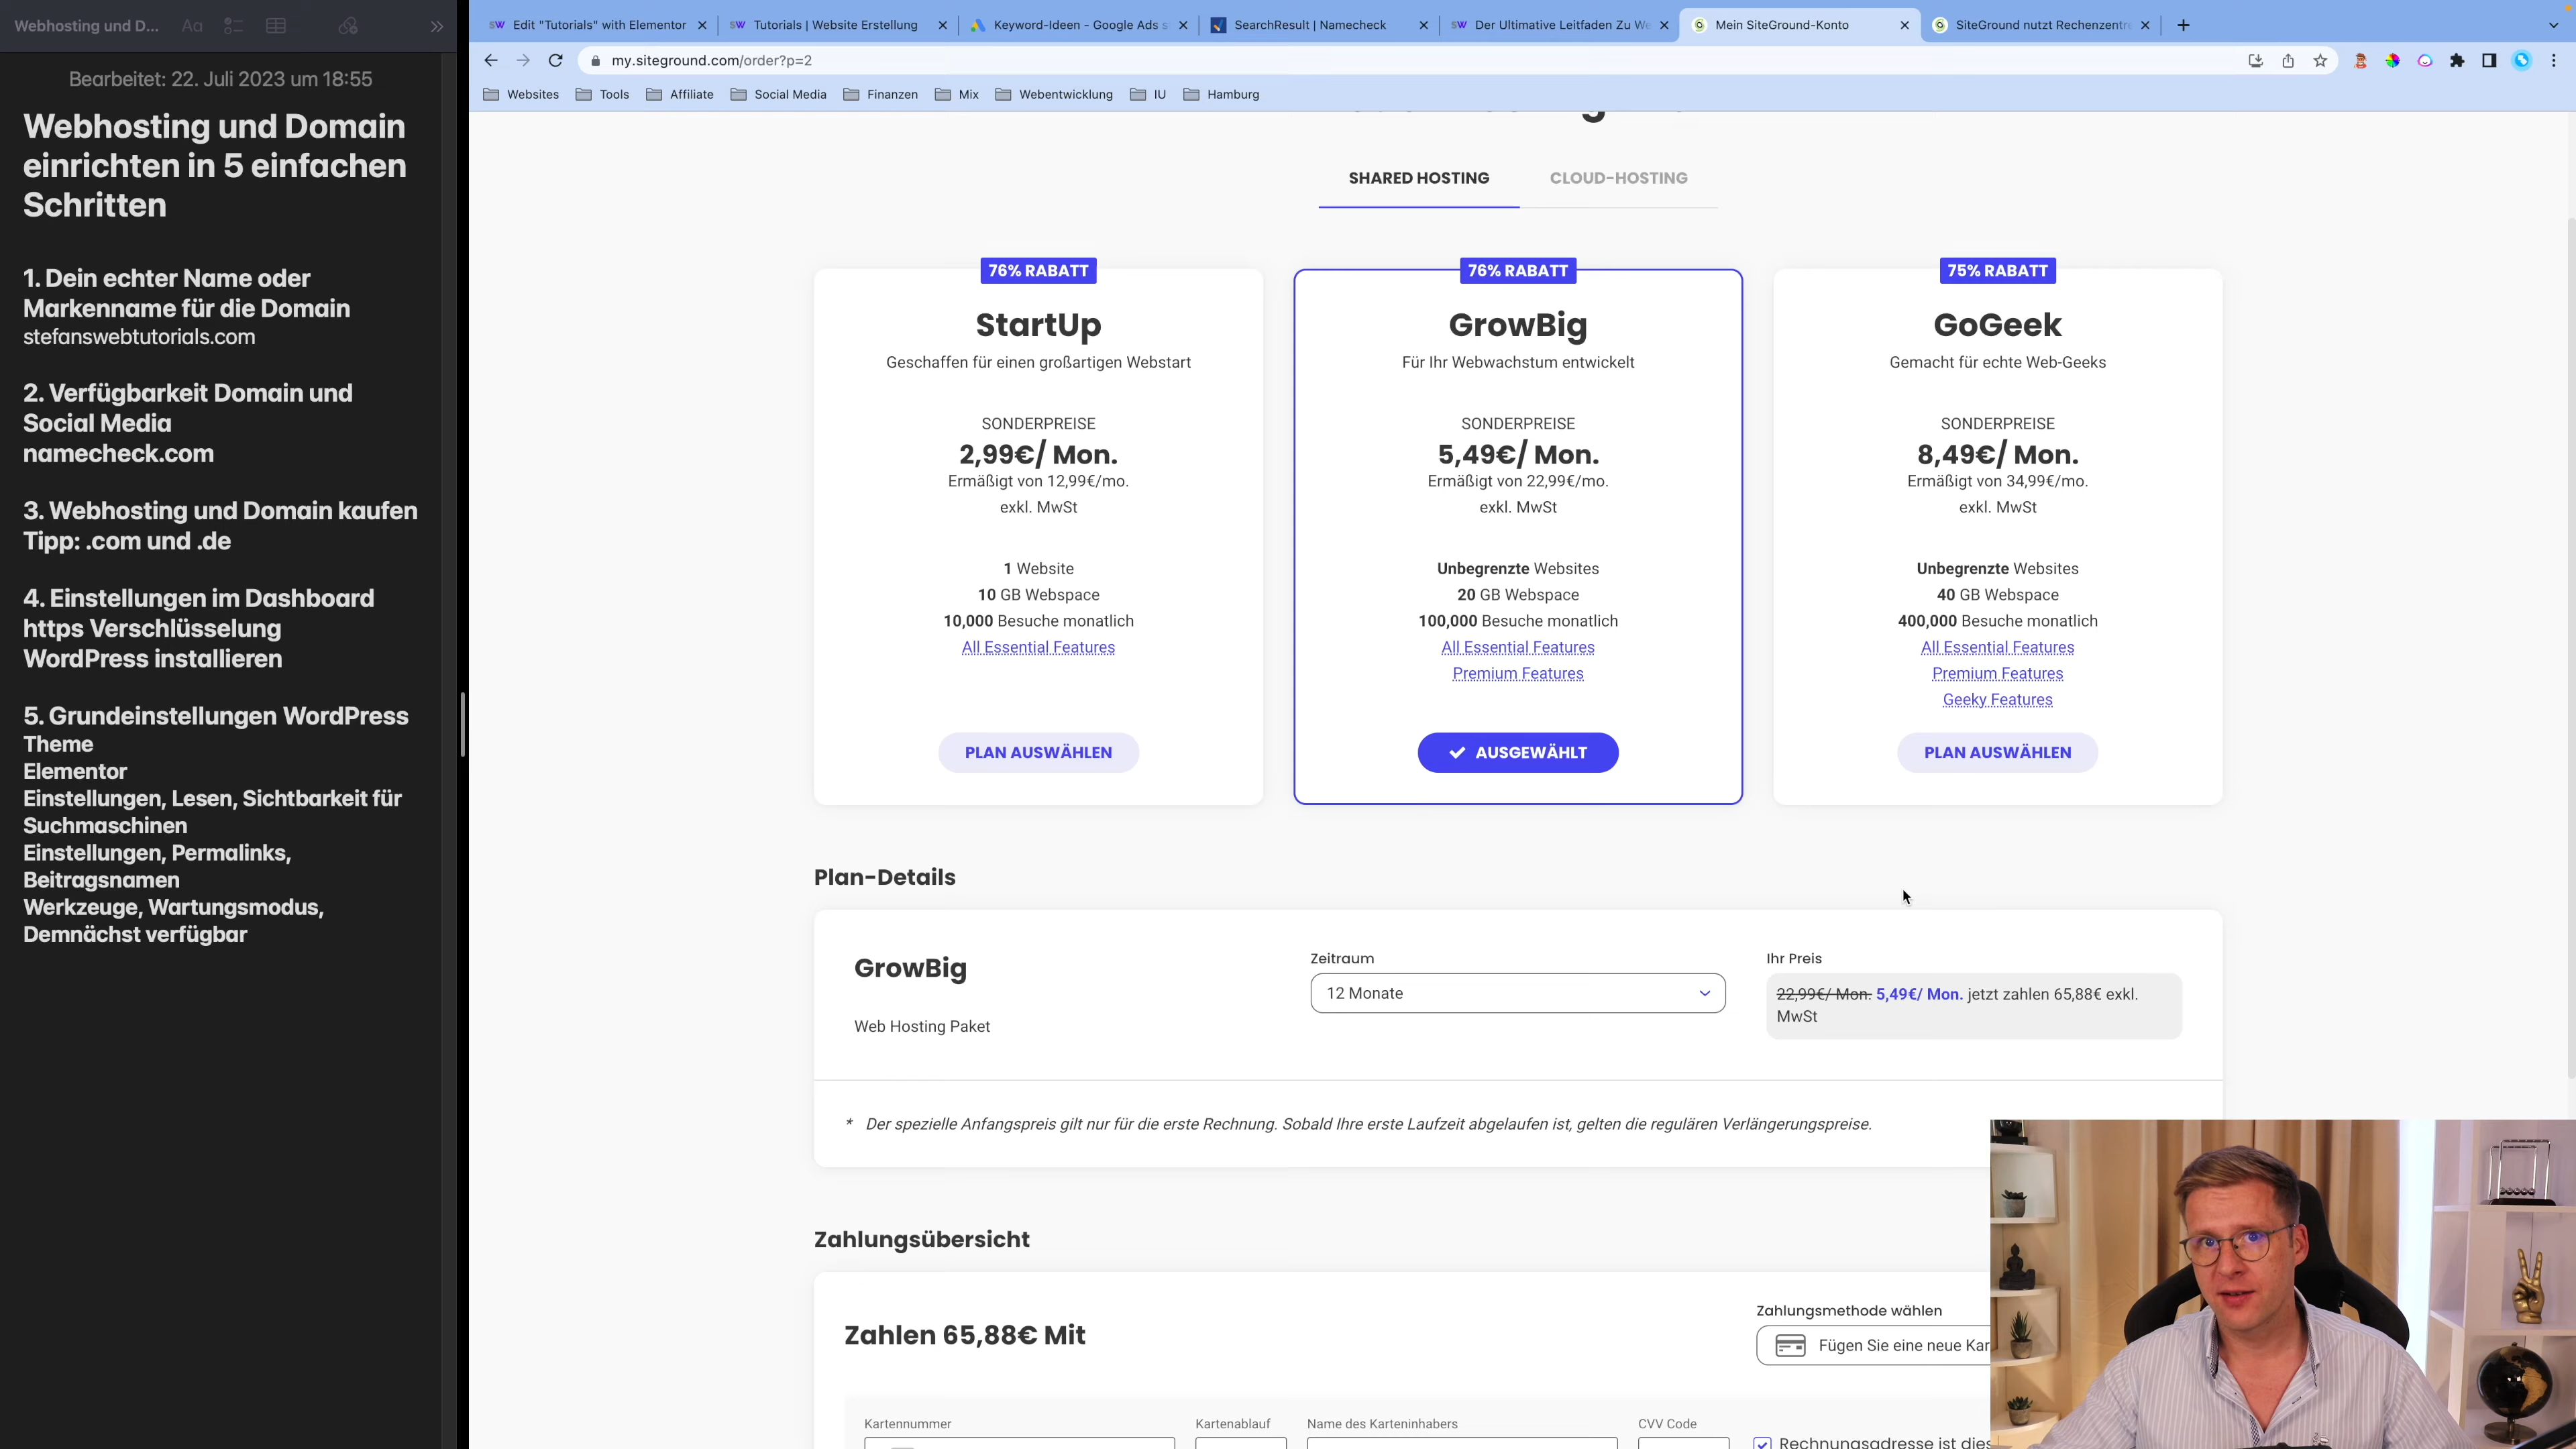 Webhosting und D...
Aa
Bearbeitet: 22. Juli 2023 um 18:55
Webhosting und Domain
einrichten in 5 einfachen
Schritten
1. Dein echter Name oder
Markenname für die Domain
stefanswebtutorials.com
2. Verfügbarkeit Domain und
Social Media
namecheck.com
3. Webhosting und Domain kaufen
Tipp: .com und .de
4. Einstellungen im Dashboard
https Verschlüsselung
WordPress installieren
5. Grundeinstellungen WordPress
Theme
Elementor
Einstellungen, Lesen, Sichtbarkeit für
Suchmaschinen
Einstellungen, Permalinks,
Beitragsnamen
Werkzeuge, Wartungsmodus,
Demnächst verfügbar
Edit "Tutorials" with Elementor
Tutorials | Website Erstellung
Keyword-Ideen - Google Ads
SearchResult | Namecheck
Der Ultimative Leitfaden Zu
Mein SiteGround-Konto
SiteGround nutzt
my.siteground.com/order?p=2
Websites Tools Affiliate Social Media Finanzen Mix Webentwicklung IU Hamburg
SHARED HOSTING
CLOUD-HOSTING
76% RABATT
StartUp
Geschaffen für einen großartigen Webstart
SONDERPREISE
2,99€/ Mon.
Ermäßigt von 12,99€/mo.
exkl. MwSt
1 Website
10 GB Webspace
10,000 Besuche monatlich
All Essential Features
PLAN AUSWÄHLEN
76% RABATT
GrowBig
Für Ihr Webwachstum entwickelt
SONDERPREISE
5,49€/ Mon.
Ermäßigt von 22,99€/mo.
exkl. MwSt
Unbegrenzte Websites
20 GB Webspace
100,000 Besuche monatlich
All Essential Features
Premium Features
AUSGEWÄHLT
75% RABATT
GoGeek
Gemacht für echte Web-Geeks
SONDERPREISE
8,49€/ Mon.
Ermäßigt von 34,99€/mo.
exkl. MwSt
Unbegrenzte Websites
40 GB Webspace
400,000 Besuche monatlich
All Essential Features
Premium Features
Geeky Features
PLAN AUSWÄHLEN
Plan-Details
GrowBig
Web Hosting Paket
Zeitraum
12 Monate
Ihr Preis
22,99€/ Mon. 5,49€/ Mon. jetzt zahlen 65,88€ exkl.
MwSt
* Der spezielle Anfangspreis gilt nur für die erste Rechnung. Sobald Ihre erste Laufzeit abgelaufen ist, gelten die regulären Verlängerungspreise.
Zahlungsübersicht
Zahlen 65,88€ Mit
Zahlungsmethode wählen
Fügen Sie eine neue Kar
Kartennummer
Kartenablauf
Name des Karteninhabers
CVV Code
Rechnungsadresse ist dies